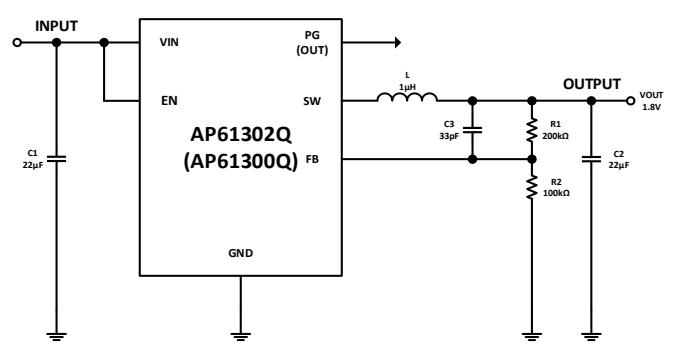 INPUT
VIN
PG
(OUT)
EN
SW
AP61302Q
(AP61300Q)
FB
GND
L
1µH
C1
22µF
C3
33pF
R1
200kΩ
R2
100kΩ
OUTPUT
VOUT
1.8V
C2
22µF